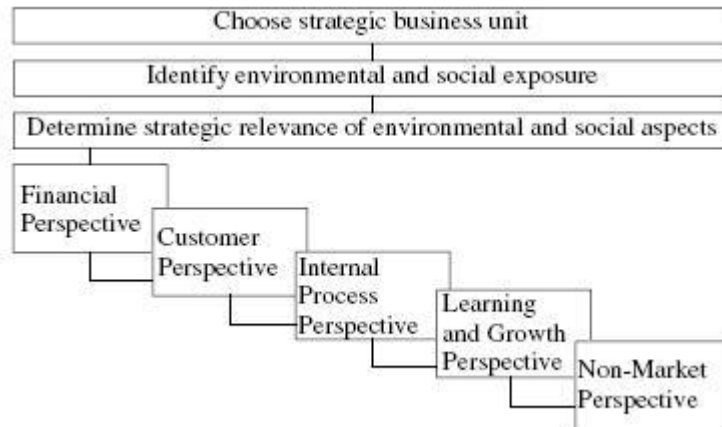 Choose strategic business unit
Identify environmental and social exposure
Determine strategic relevance of environmental and social aspects
Financial
Perspective
Customer
Perspective
Internal
Process
Perspective
Learning
and Growth
Perspective
Non-Market
Perspective